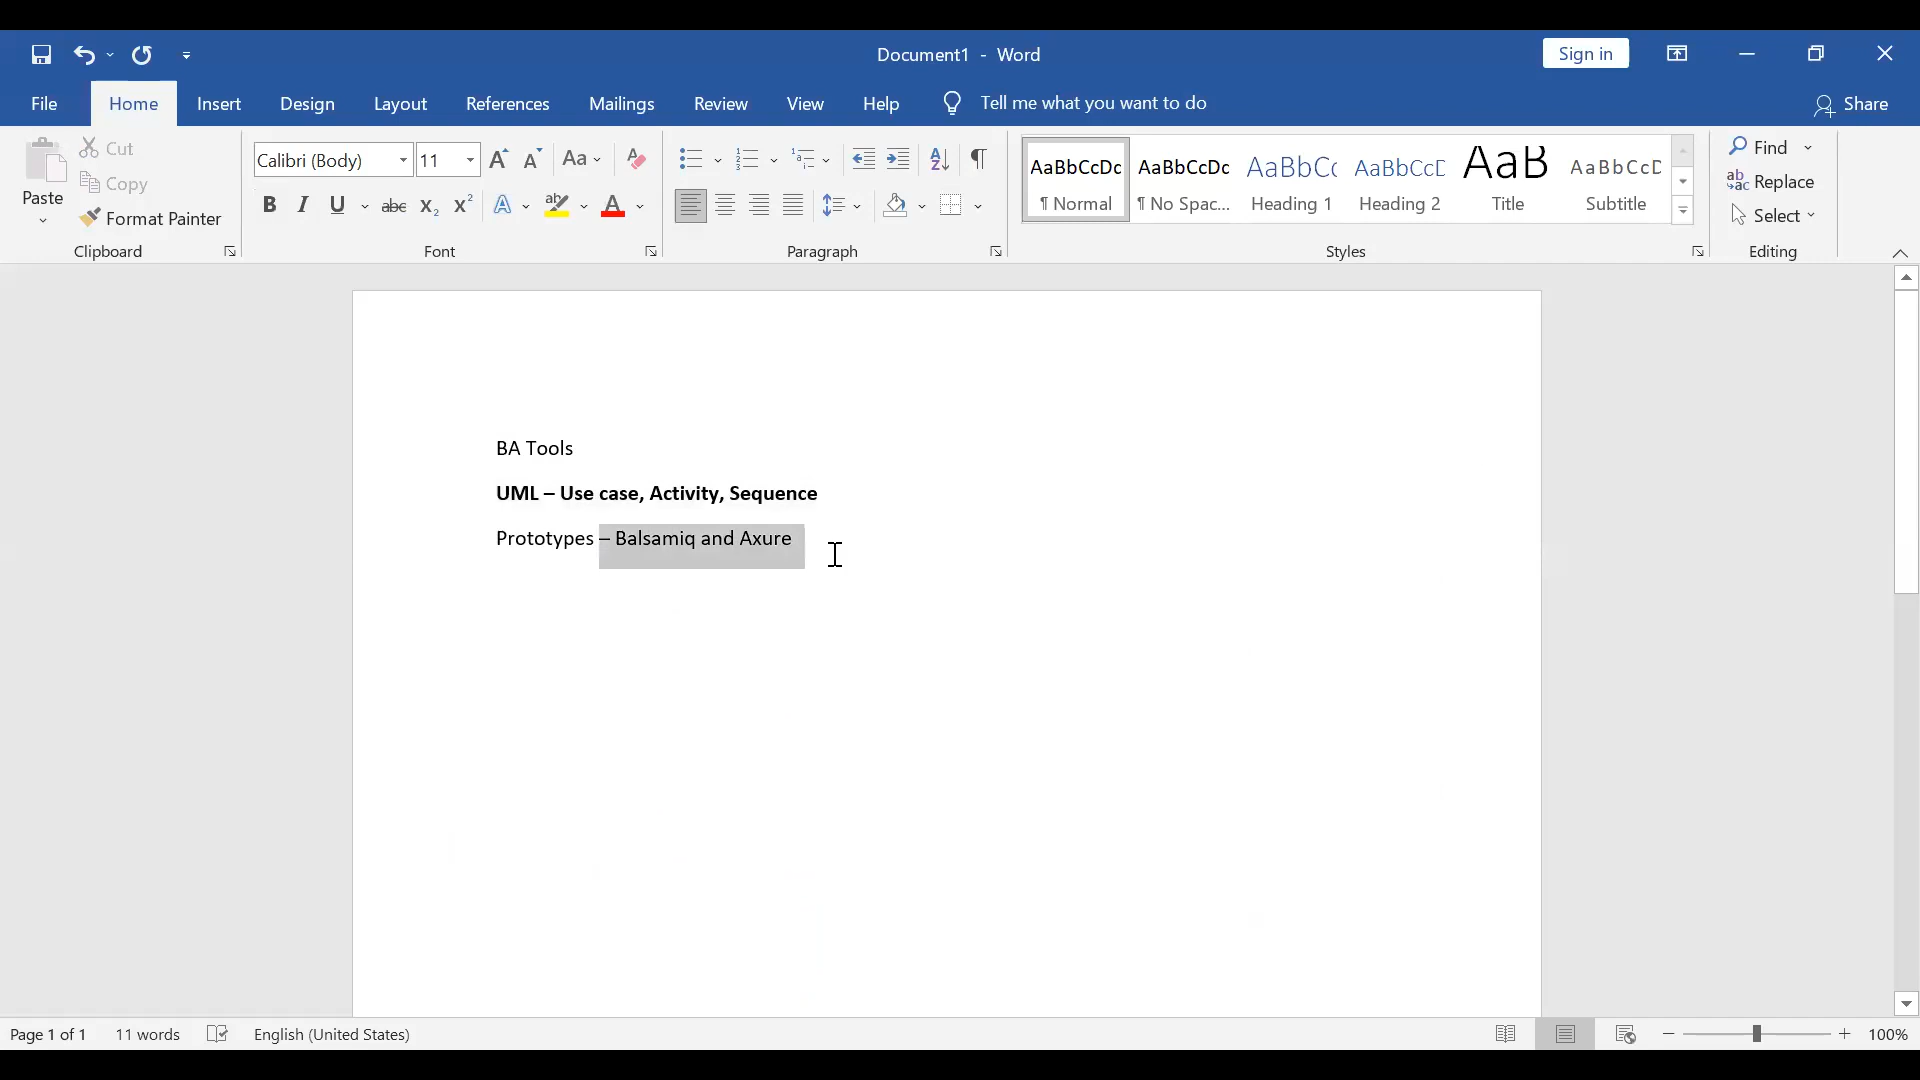 Document1 - Word
Sign in
File Home Insert Design Layout References Mailings Review View Help Tell me what you want to do Share
Paste
Cut
Copy
Format Painter
Clipboard
Calibri (Body) 11
Font
Paragraph
AaBbCcDc AaBbCcDc AaBbCc AaBbCcD AaB AaBbCcD
¶ Normal ¶ No Spac... Heading 1 Heading 2 Title Subtitle
Styles
Find
Replace
Select
Editing
BA Tools
UML – Use case, Activity, Sequence
Prototypes – Balsamiq and Axure
Page 1 of 1 11 words English (United States) 100%